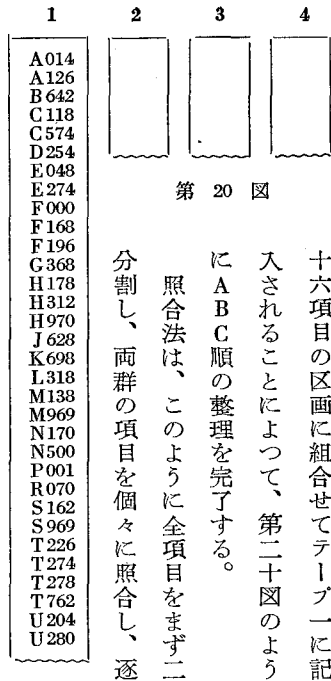 1 2 3 4
A014
A126
B642
C118
C574
D254
E048
E274
F000
F168
F196
G368
H178
H312
H970
J628
K698
L318
M138
M969
N170
N500
P001
R070
S162
S969
T226
T274
T278
T762
U204
U280
第 20 図
十六項目の区画に組合せてテープ一に記
入されることによつて、第二十図のよう
にABC順の整理を完了する。
照合法は、このように全項目をまず二
分割し、両群の項目を個々に照合し、逐